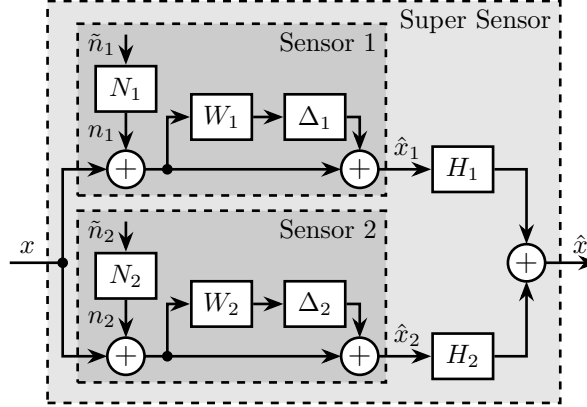 Super Sensor
Sensor 1
ñ₁
N₁
n₁
W₁
Δ₁
+
+
x̂₁
H₁
x
Sensor 2
ñ₂
N₂
n₂
W₂
Δ₂
+
+
x̂₂
H₂
+
x̂